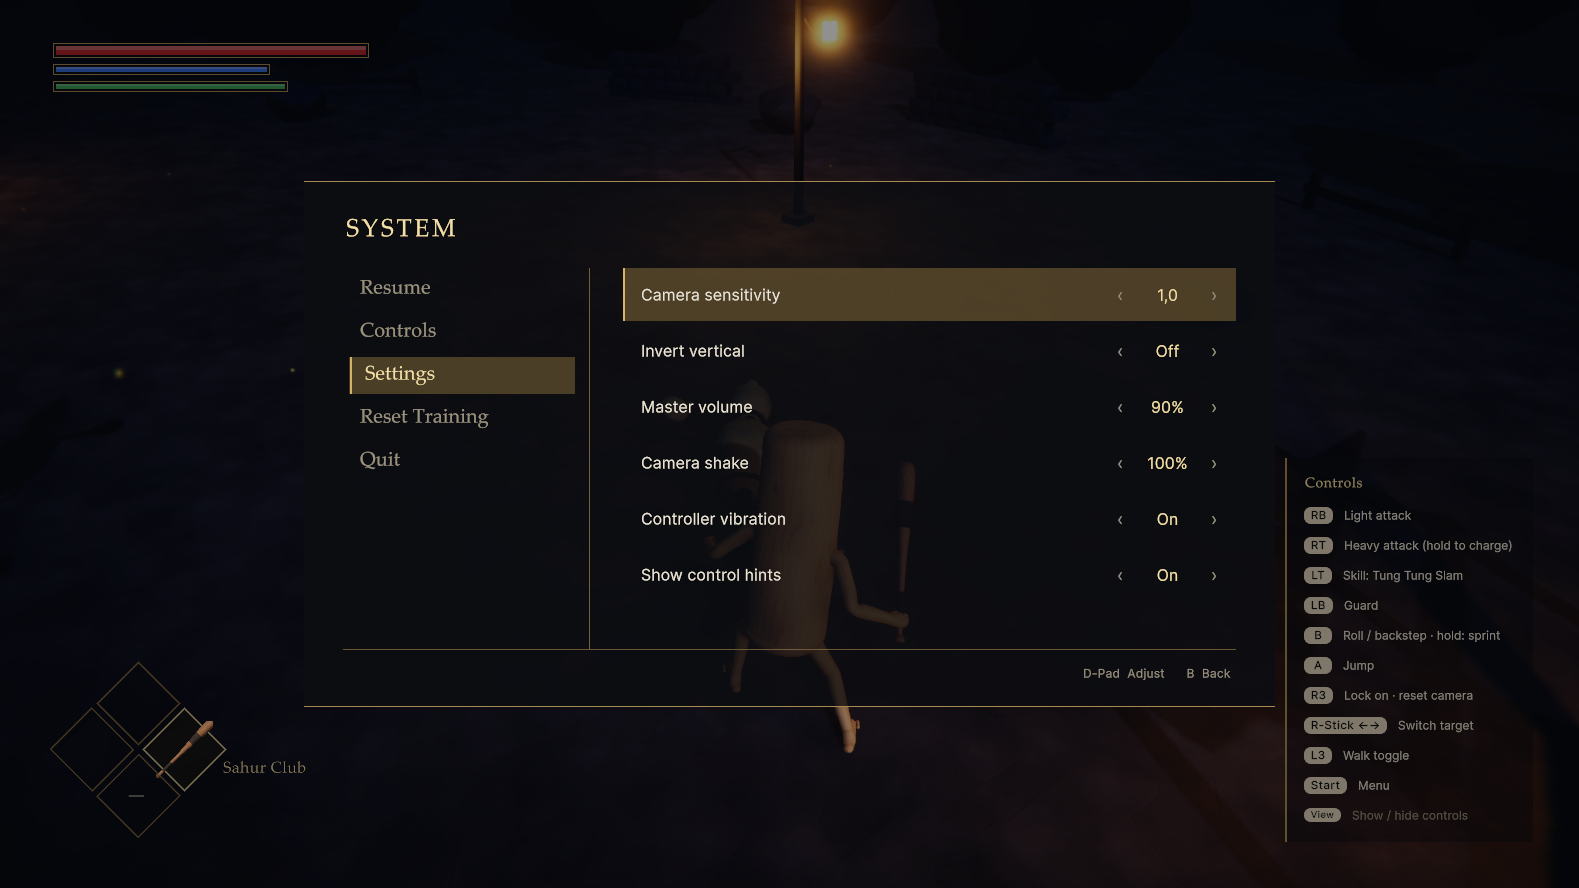 SYSTEM
Resume
Controls
Settings
Reset Training
Quit
Camera sensitivity ‹ 1,0 ›
Invert vertical ‹ Off ›
Master volume ‹ 90% ›
Camera shake ‹ 100% ›
Controller vibration ‹ On ›
Show control hints ‹ On ›
D-Pad Adjust B Back
Sahur Club
Controls
RB Light attack
RT Heavy attack (hold to charge)
LT Skill: Tung Tung Slam
LB Guard
B Roll / backstep · hold: sprint
A Jump
R3 Lock on · reset camera
R-Stick ←→ Switch target
L3 Walk toggle
Start Menu
View Show / hide controls